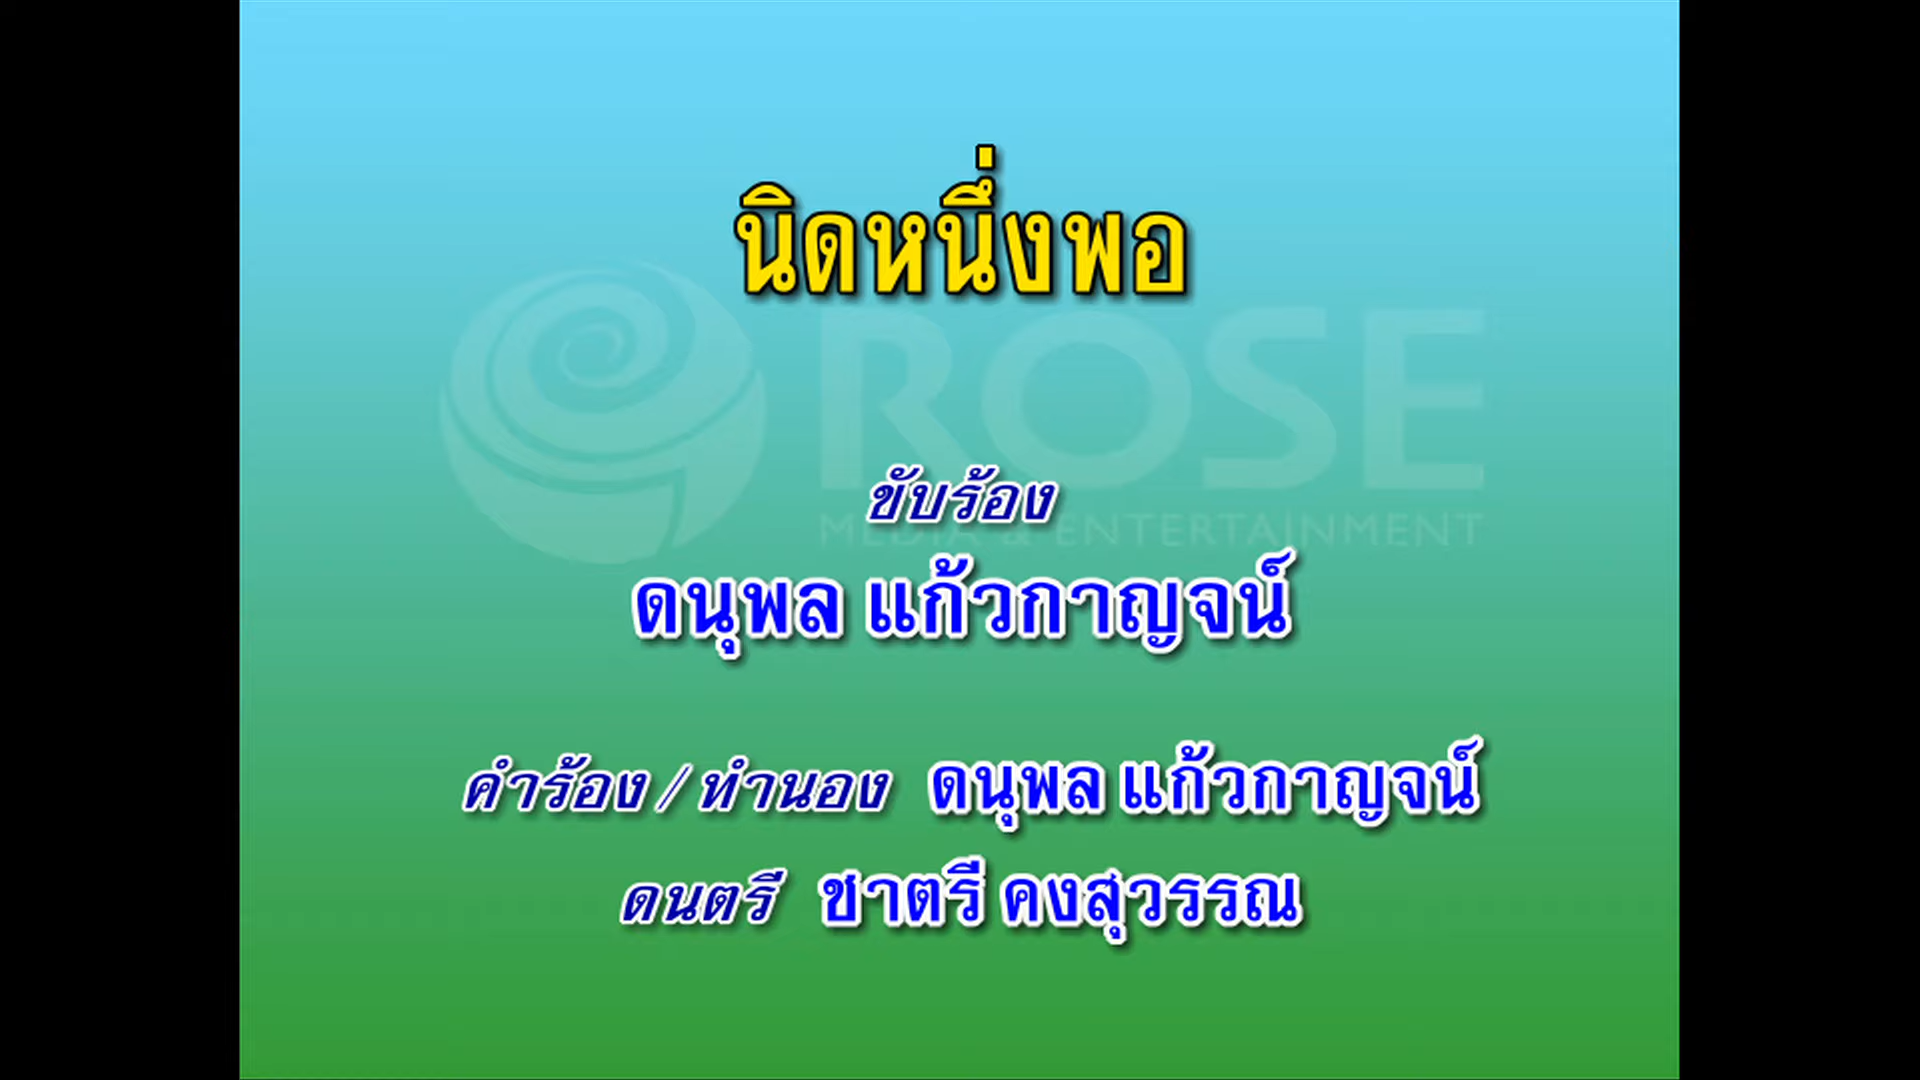 นิดหนึ่งพอ
ROSE
MEDIA & ENTERTAINMENT
ขับร้อง
ดนุพล แก้วกาญจน์
คำร้อง / ทำนอง ดนุพล แก้วกาญจน์
ดนตรี ชาตรี คงสุวรรณ